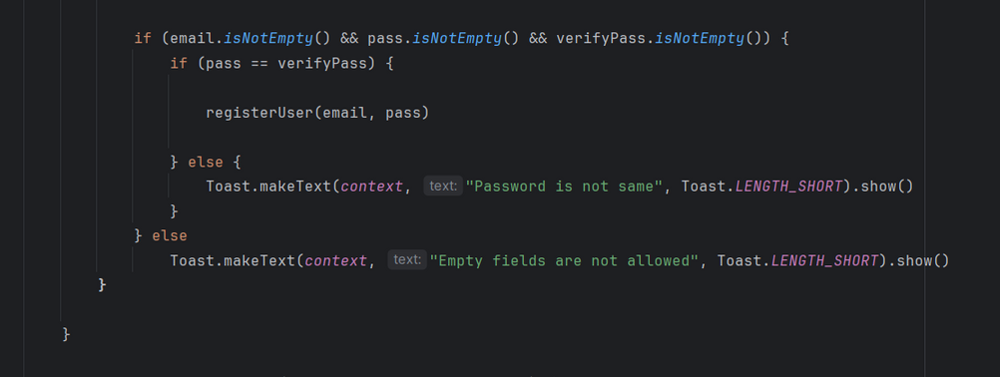 if (email.isNotEmpty() && pass.isNotEmpty() && verifyPass.isNotEmpty()) {
if (pass == verifyPass) {
registerUser(email, pass)
} else {
Toast.makeText(context, text: "Password is not same", Toast.LENGTH_SHORT).show()
}
} else
Toast.makeText(context, text: "Empty fields are not allowed", Toast.LENGTH_SHORT).show()
}
}